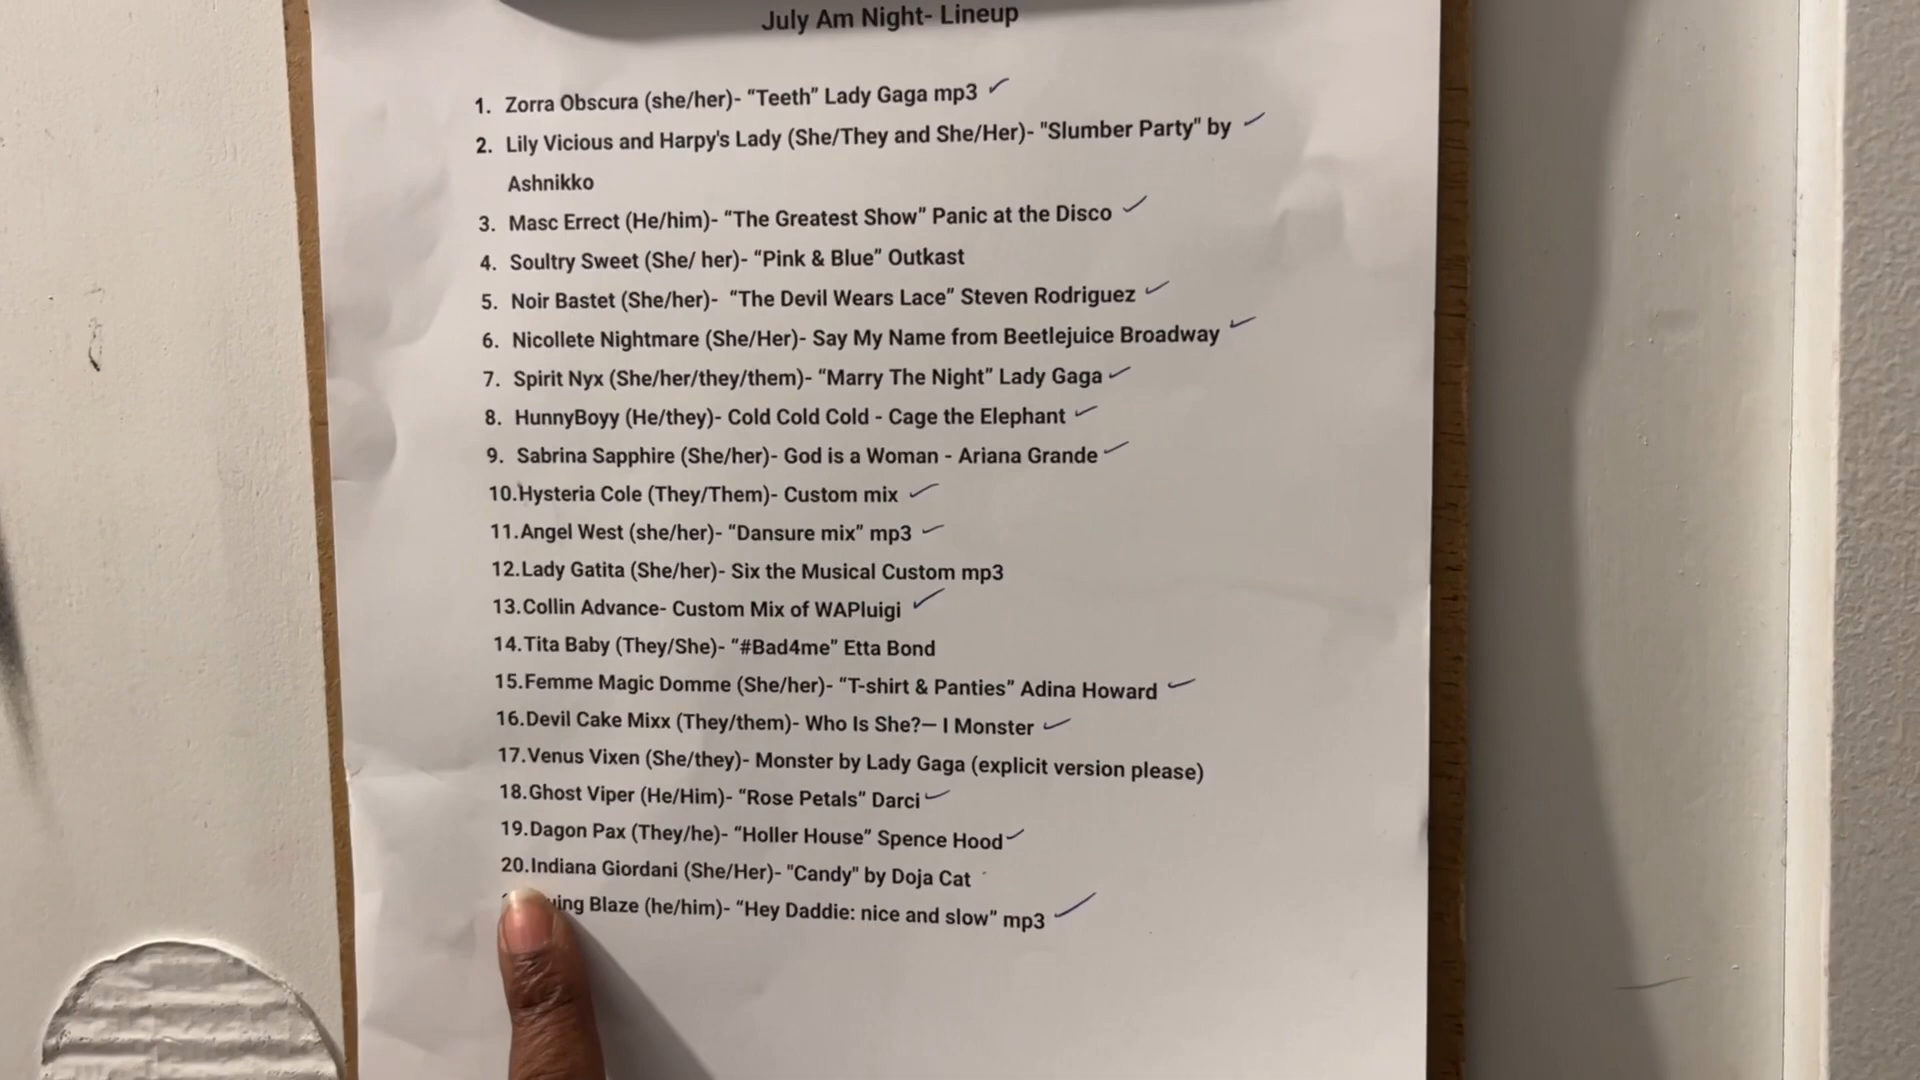 July Am Night- Lineup
1. Zorra Obscura (she/her)- “Teeth” Lady Gaga mp3
2. Lily Vicious and Harpy's Lady (She/They and She/Her)- "Slumber Party" by
Ashnikko
3. Masc Errect (He/him)- “The Greatest Show” Panic at the Disco
4. Soultry Sweet (She/ her)- “Pink & Blue” Outkast
5. Noir Bastet (She/her)- “The Devil Wears Lace” Steven Rodriguez
6. Nicollete Nightmare (She/Her)- Say My Name from Beetlejuice Broadway
7. Spirit Nyx (She/her/they/them)- “Marry The Night” Lady Gaga
8. HunnyBoyy (He/they)- Cold Cold Cold - Cage the Elephant
9. Sabrina Sapphire (She/her)- God is a Woman - Ariana Grande
10.Hysteria Cole (They/Them)- Custom mix
11.Angel West (she/her)- “Dansure mix” mp3
12.Lady Gatita (She/her)- Six the Musical Custom mp3
13.Collin Advance- Custom Mix of WAPluigi
14.Tita Baby (They/She)- “#Bad4me” Etta Bond
15.Femme Magic Domme (She/her)- “T-shirt & Panties” Adina Howard
16.Devil Cake Mixx (They/them)- Who Is She?— I Monster
17.Venus Vixen (She/they)- Monster by Lady Gaga (explicit version please)
18.Ghost Viper (He/Him)- “Rose Petals” Darci
19.Dagon Pax (They/he)- “Holler House” Spence Hood
20.Indiana Giordani (She/Her)- "Candy" by Doja Cat
Blaze (he/him)- “Hey Daddie: nice and slow” mp3